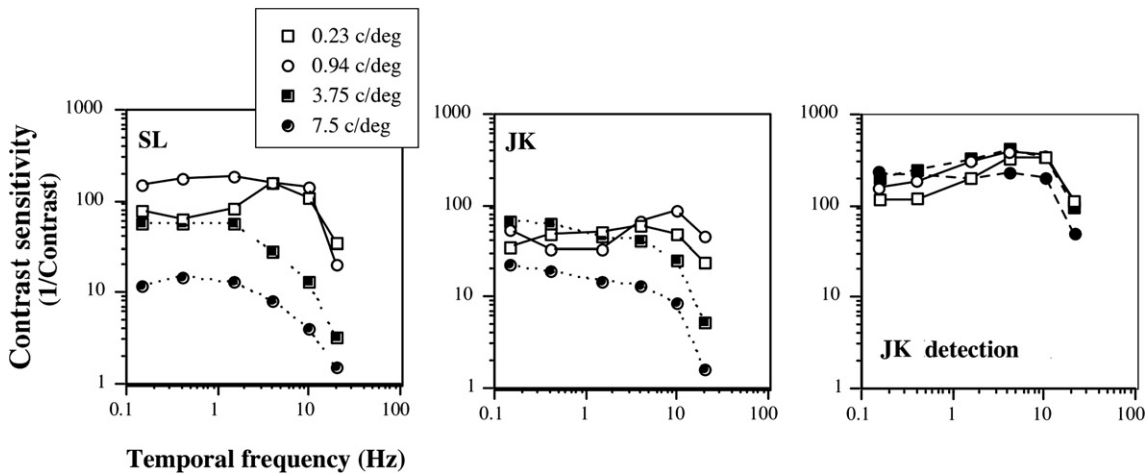 0.23 c/deg
0.94 c/deg
3.75 c/deg
7.5 c/deg
Contrast sensitivity
(1/Contrast)
1000
100
10
1
SL
0.1 1 10 100
Temporal frequency (Hz)
1000
100
10
1
JK
0.1 1 10 100
1000
100
10
1
JK detection
0.1 1 10 100